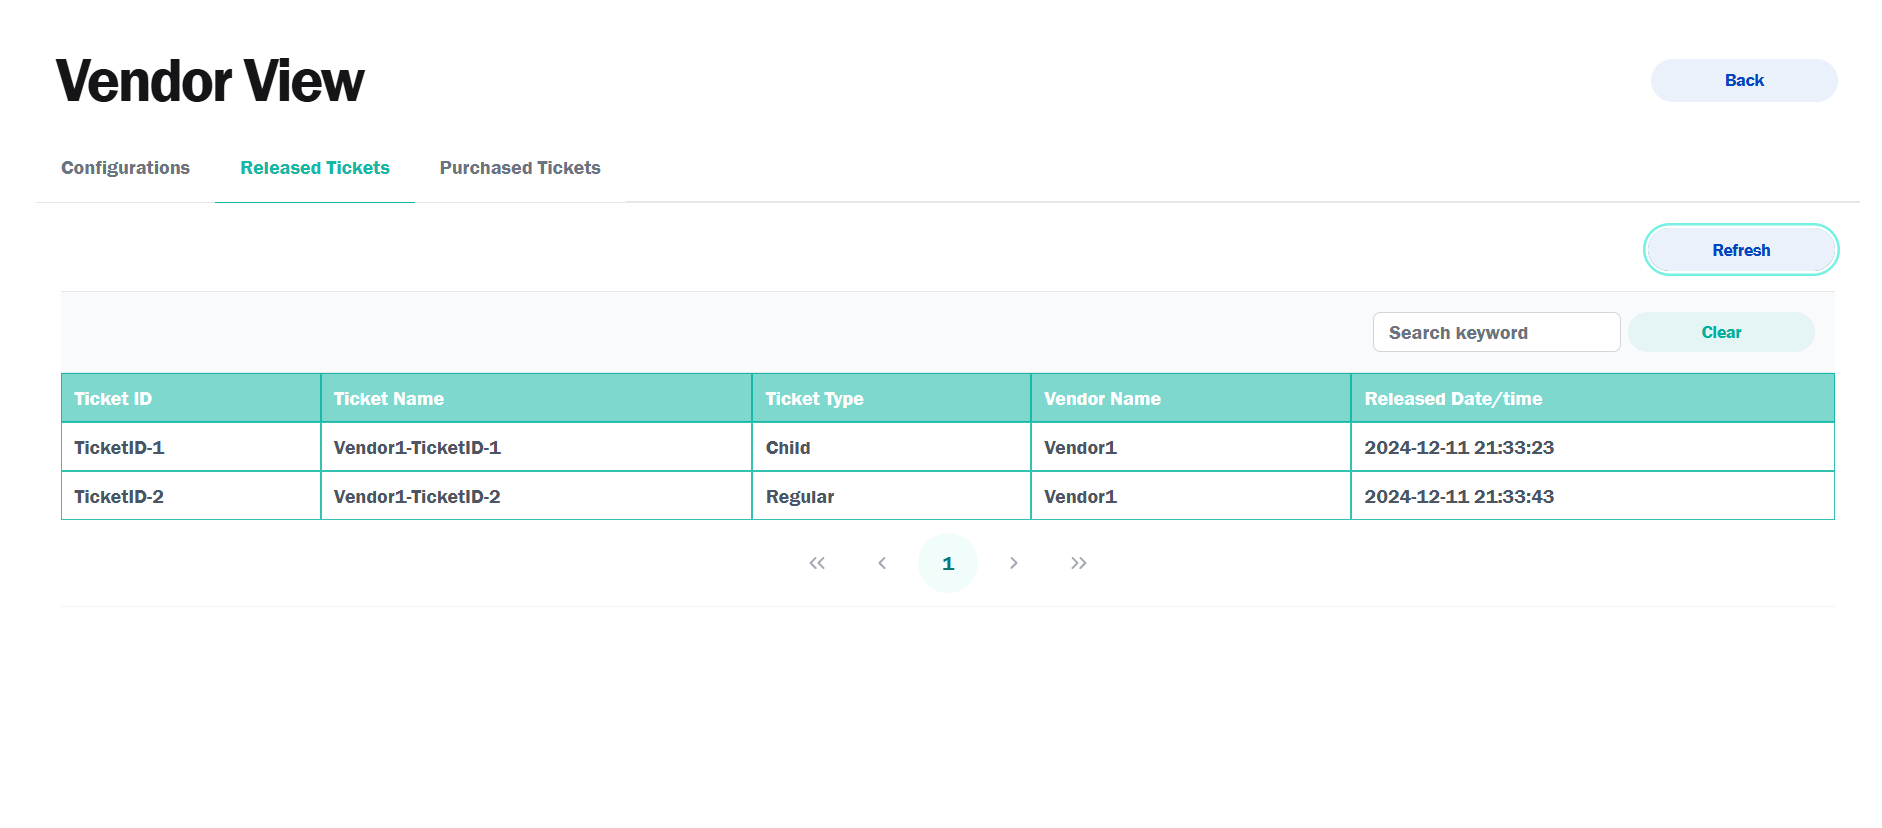 Vendor View
Back
Configurations Released Tickets Purchased Tickets
Refresh
Search keyword Clear
Ticket ID Ticket Name Ticket Type Vendor Name Released Date/time
TicketID-1 Vendor1-TicketID-1 Child Vendor1 2024-12-11 21:33:23
TicketID-2 Vendor1-TicketID-2 Regular Vendor1 2024-12-11 21:33:43
1